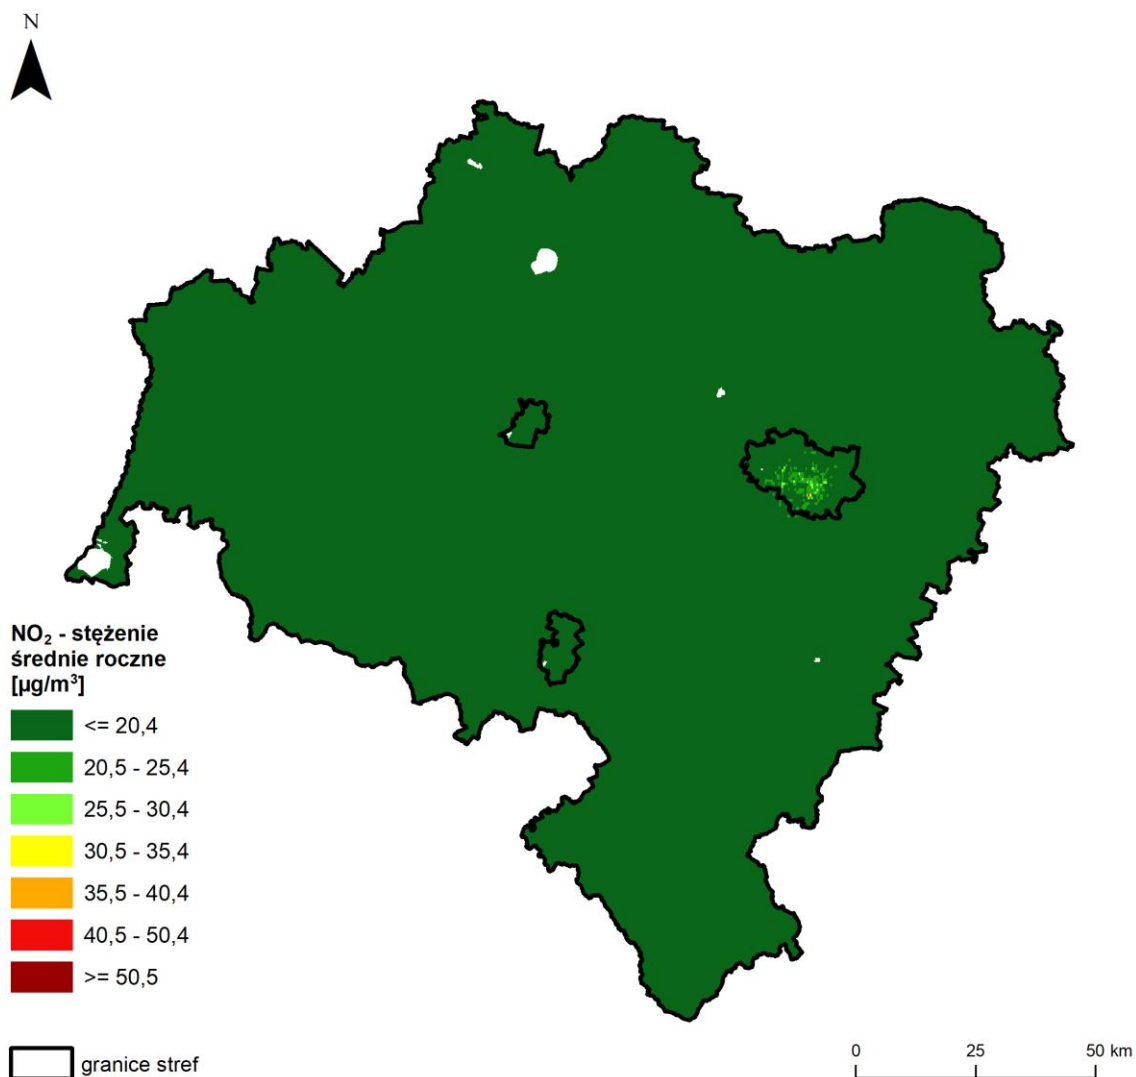 N
NO₂ - stężenie
średnie roczne
[µg/m³]
<= 20,4
20,5 - 25,4
25,5 - 30,4
30,5 - 35,4
35,5 - 40,4
40,5 - 50,4
>= 50,5
granice stref
0 25 50 km